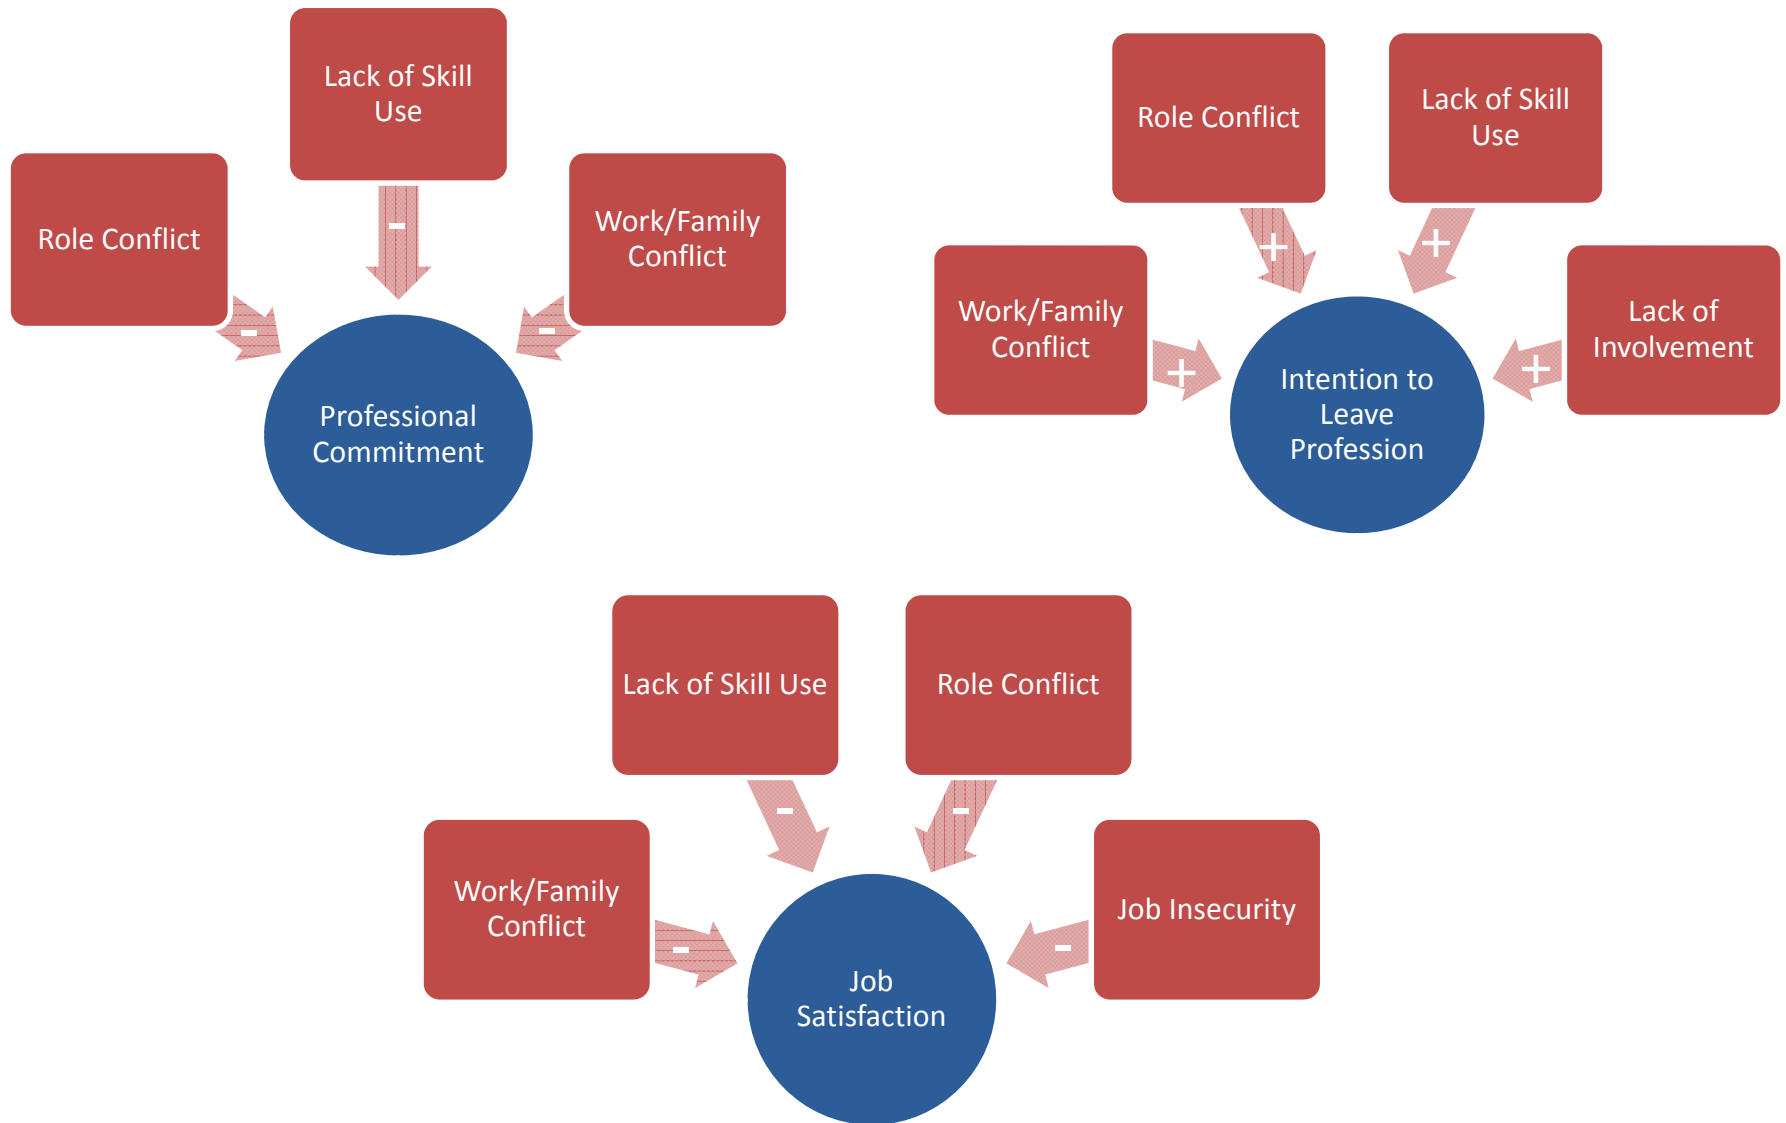 Lack of Skill
Use
Role Conflict
Work/Family
Conflict
-
-
-
Professional
Commitment
Role Conflict
Lack of Skill
Use
Work/Family
Conflict
Lack of
Involvement
+
+
+
+
Intention to
Leave
Profession
Lack of Skill Use
Role Conflict
Work/Family
Conflict
Job Insecurity
-
-
-
-
Job
Satisfaction